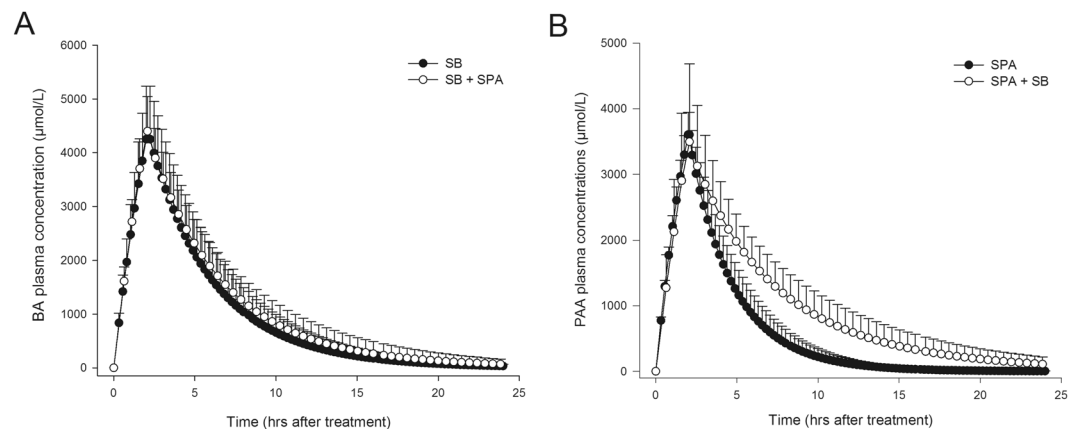 A
6000
5000
4000
3000
2000
1000
0
BA plasma concentration (µmol/L)
SB
SB + SPA
0 5 10 15 20 25
Time (hrs after treatment)
B
5000
4000
3000
2000
1000
0
PAA plasma concentrations (µmol/L)
SPA
SPA + SB
0 5 10 15 20 25
Time (hrs after treatment)